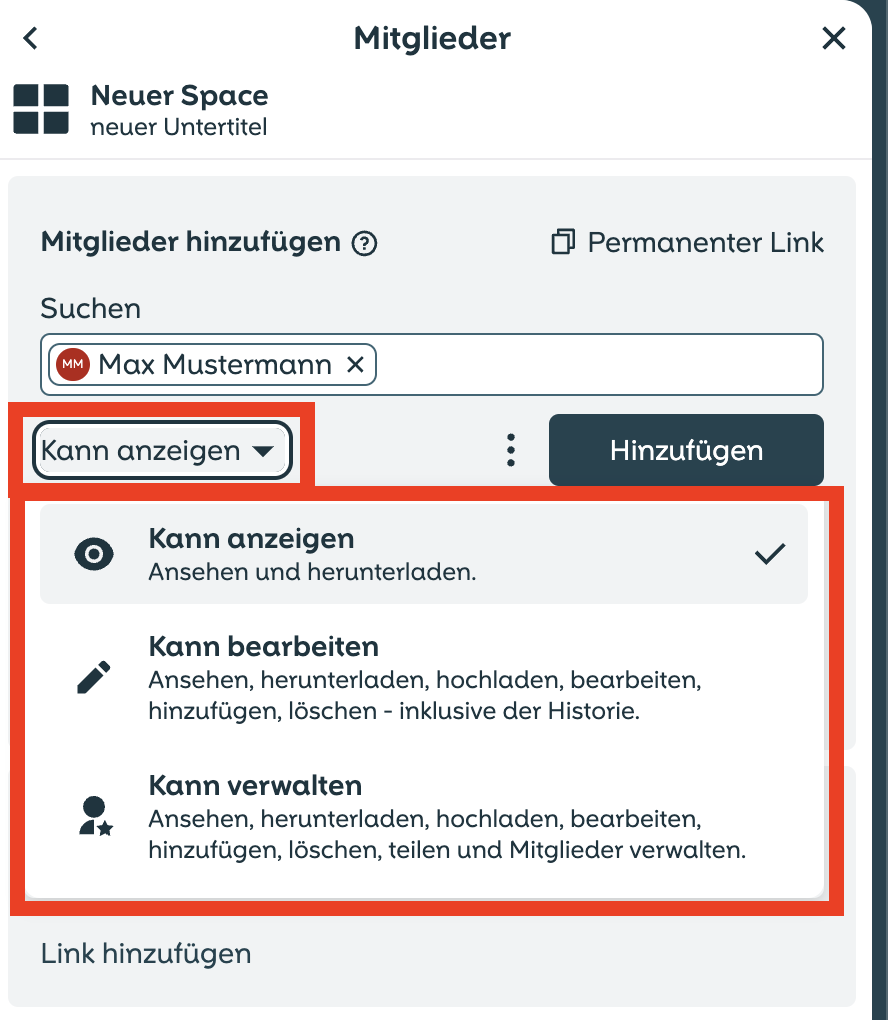 Mitglieder
Neuer Space
neuer Untertitel
Mitglieder hinzufügen
Permanenter Link
Suchen
MM Max Mustermann
Kann anzeigen
Hinzufügen
Kann anzeigen
Ansehen und herunterladen.
Kann bearbeiten
Ansehen, herunterladen, hochladen, bearbeiten,
hinzufügen, löschen - inklusive der Historie.
Kann verwalten
Ansehen, herunterladen, hochladen, bearbeiten,
hinzufügen, löschen, teilen und Mitglieder verwalten.
Link hinzufügen